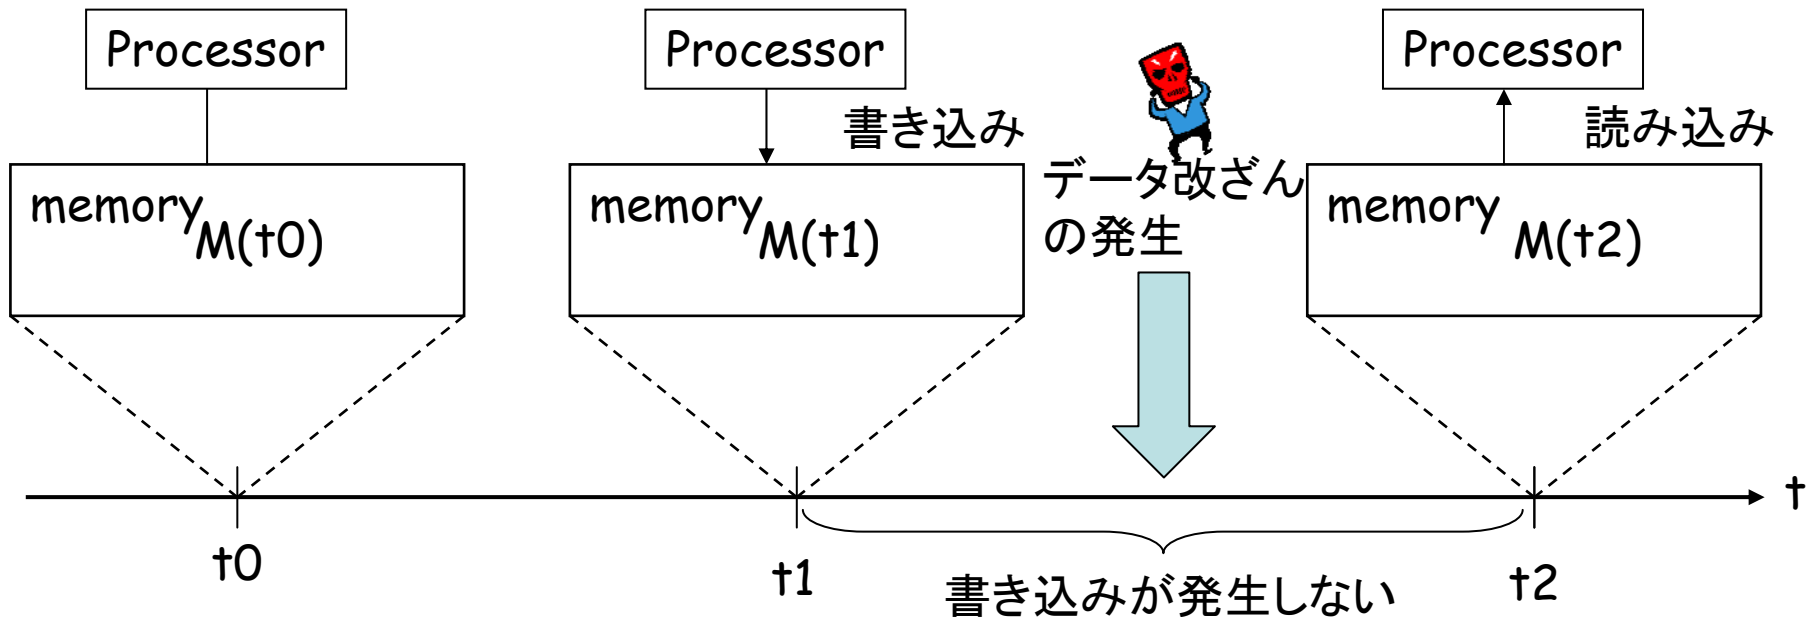 Processor
Processor
Processor
書き込み
読み込み
データ改ざん
の発生
memory
M(t0)
memory
M(t1)
memory
M(t2)
t
t0
t1
書き込みが発生しない
t2